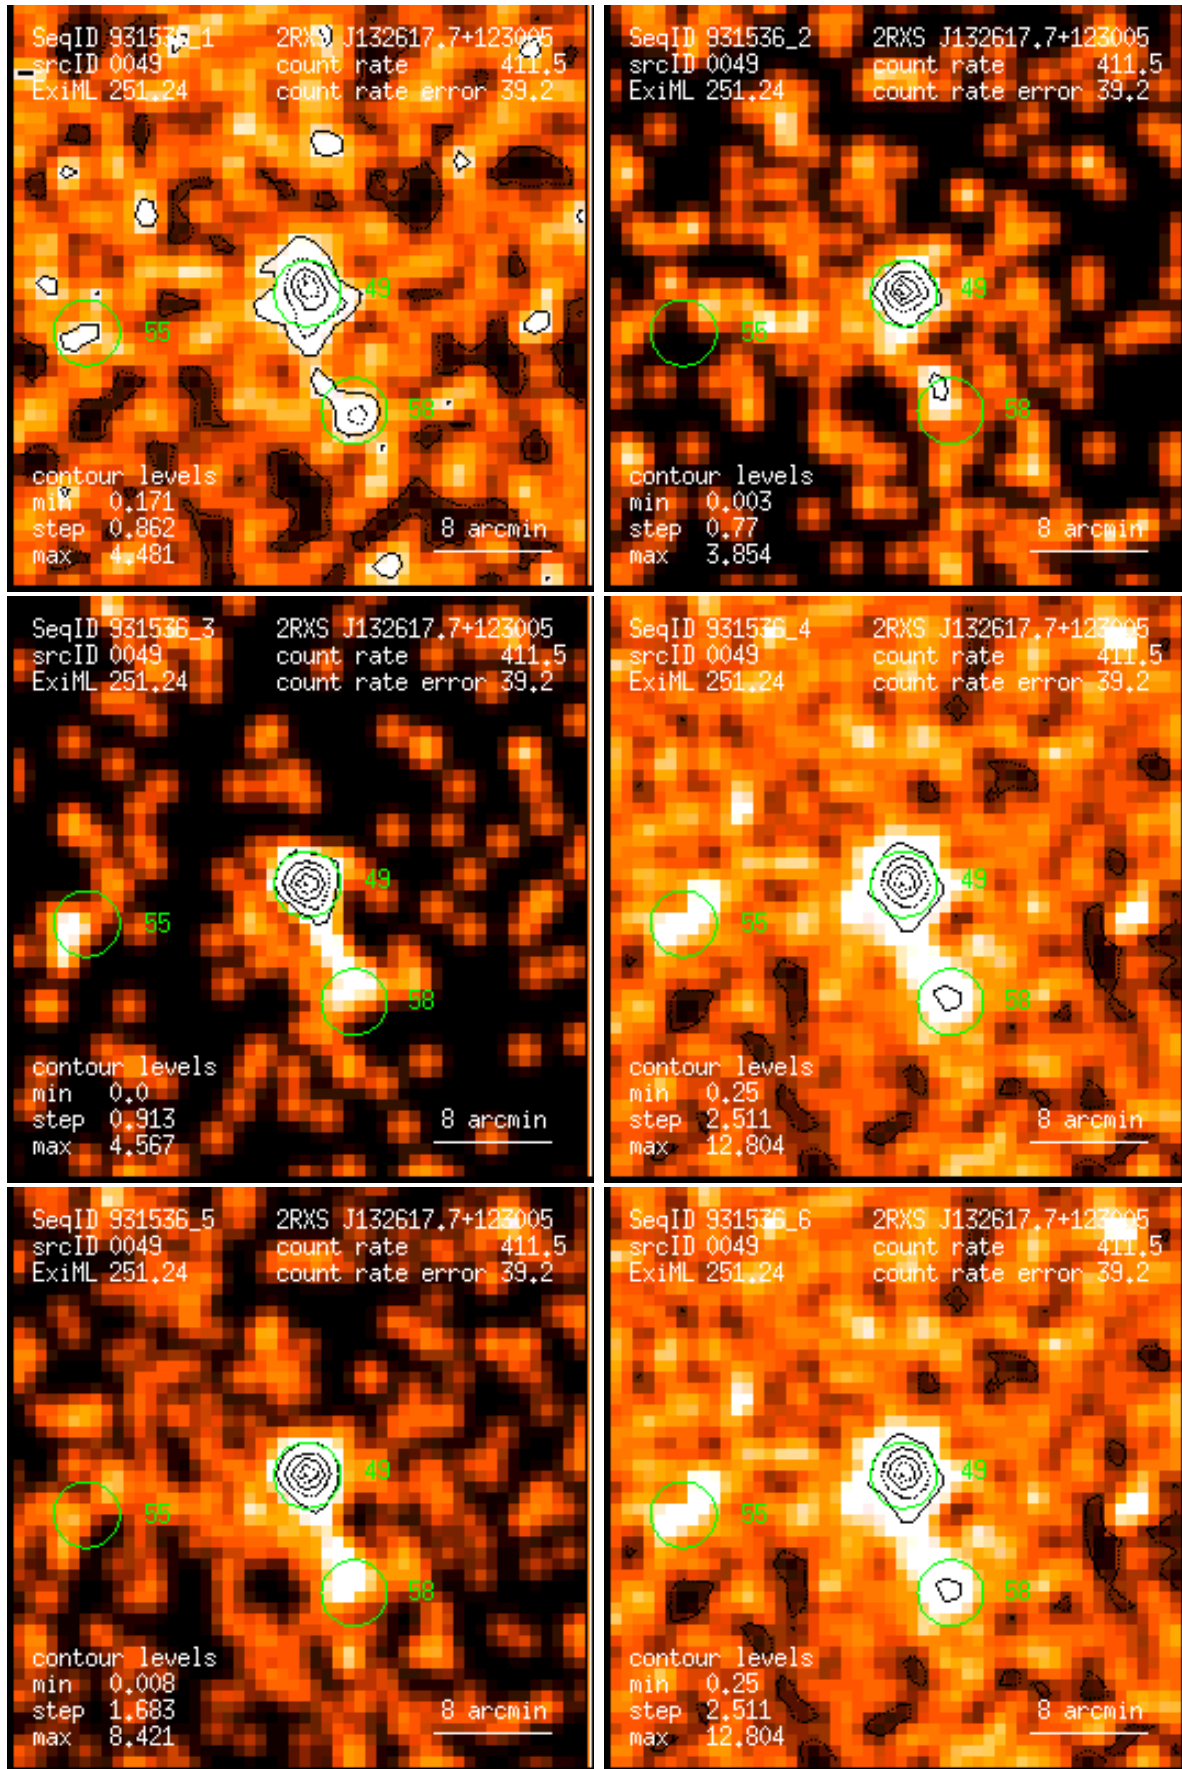 SeqID 931536_1 2RXS J132617.7+123005
srcID 0049 count rate 411.5
ExiML 251.24 count rate error 39.2
49
55
58
contour levels
min 0.171
step 0.862 8 arcmin
max 4.481
SeqID 931536_2 2RXS J132617.7+123005
srcID 0049 count rate 411.5
ExiML 251.24 count rate error 39.2
49
55
58
contour levels
min 0.003
step 0.77 8 arcmin
max 3.854
SeqID 931536_3 2RXS J132617.7+123005
srcID 0049 count rate 411.5
ExiML 251.24 count rate error 39.2
49
55
58
contour levels
min 0.0
step 0.913 8 arcmin
max 4.567
SeqID 931536_4 2RXS J132617.7+123005
srcID 0049 count rate 411.5
ExiML 251.24 count rate error 39.2
49
55
58
contour levels
min 0.25
step 2.511 8 arcmin
max 12.804
SeqID 931536_5 2RXS J132617.7+123005
srcID 0049 count rate 411.5
ExiML 251.24 count rate error 39.2
49
55
58
contour levels
min 0.008
step 1.683 8 arcmin
max 8.421
SeqID 931536_6 2RXS J132617.7+123005
srcID 0049 count rate 411.5
ExiML 251.24 count rate error 39.2
49
55
58
contour levels
min 0.25
step 2.511 8 arcmin
max 12.804